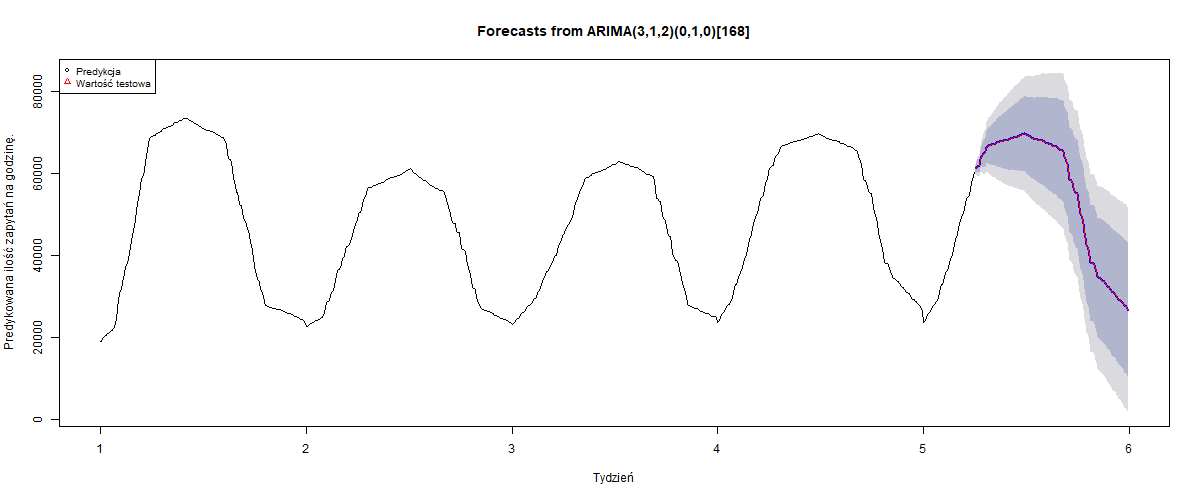 Forecasts from ARIMA(3,1,2)(0,1,0)[168]
Predykcja
Wartość testowa
Predykowana ilość zapytań na godzinę.
80000
60000
40000
20000
0
1 2 3 4 5 6
Tydzień